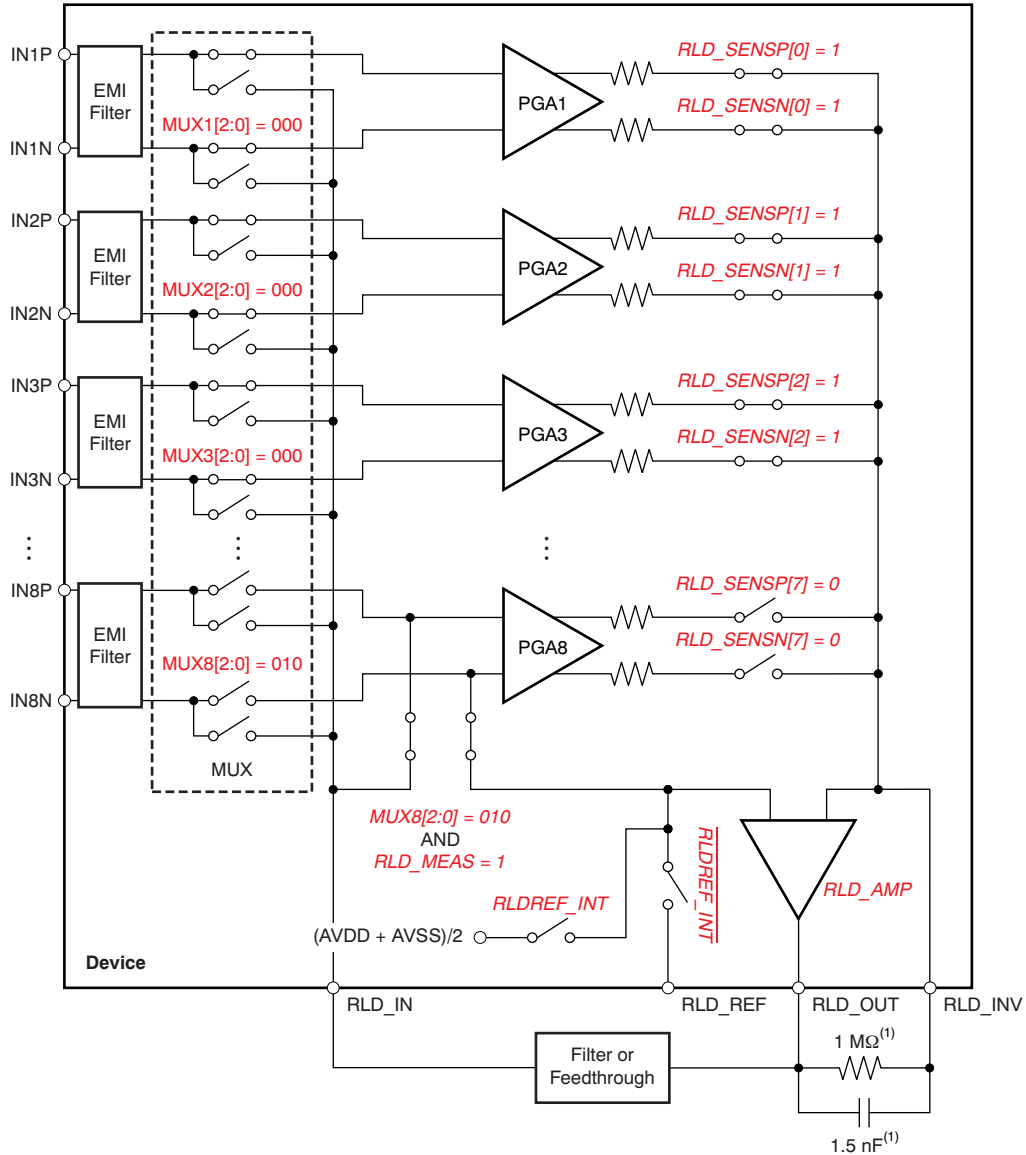 IN1P
EMI
Filter
IN1N
MUX1[2:0] = 000
PGA1
RLD_SENSP[0] = 1
RLD_SENSN[0] = 1
IN2P
EMI
Filter
IN2N
MUX2[2:0] = 000
PGA2
RLD_SENSP[1] = 1
RLD_SENSN[1] = 1
IN3P
EMI
Filter
IN3N
MUX3[2:0] = 000
PGA3
RLD_SENSP[2] = 1
RLD_SENSN[2] = 1
IN8P
EMI
Filter
IN8N
MUX8[2:0] = 010
PGA8
RLD_SENSP[7] = 0
RLD_SENSN[7] = 0
MUX
MUX8[2:0] = 010
AND
RLD_MEAS = 1
RLDREF_INT
(AVDD + AVSS)/2
RLDREF_INT
RLD_AMP
Device
RLD_IN
RLD_REF
RLD_OUT
RLD_INV
Filter or
Feedthrough
1 MΩ(1)
1.5 nF(1)